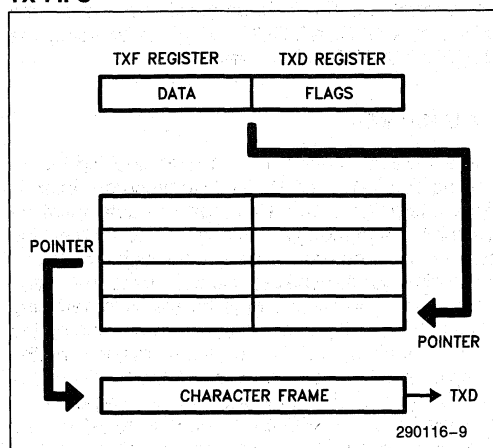 TX FIFO
TXF REGISTER TXD REGISTER
DATA FLAGS
POINTER
POINTER
CHARACTER FRAME TXD
290116-9